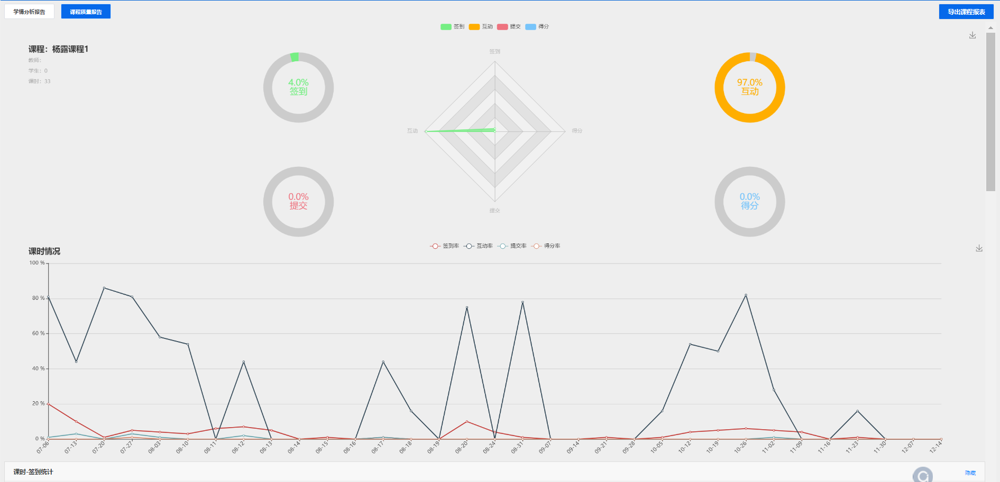 学情分析报告
课程质量报告
导出课程报表
签到 互动 提交 得分
课程：杨露课程1
教师：
学生：0
课时：33
4.0%
签到
签到
互动
得分
提交
97.0%
互动
0.0%
提交
0.0%
得分
课时情况
签到率 互动率 提交率 得分率
100 %
80 %
60 %
40 %
20 %
0 %
07-06 07-13 07-20 07-27 08-03 08-10 08-11 08-12 08-13 08-14 08-15 08-16 08-17 08-18 08-19 08-20 08-24 08-31 09-07 09-14 09-21 09-28 10-05 10-12 10-19 10-26 11-02 11-09 11-16 11-23 11-30 12-07 12-14
课时-签到统计
隐藏